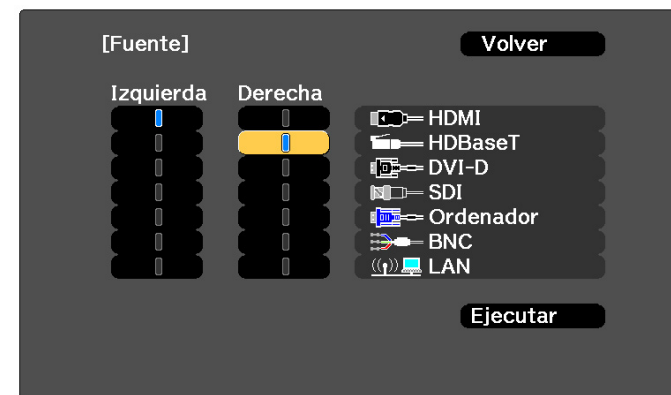 [Fuente] Volver
Izquierda Derecha
HDMI
HDBaseT
DVI-D
SDI
Ordenador
BNC
LAN
Ejecutar